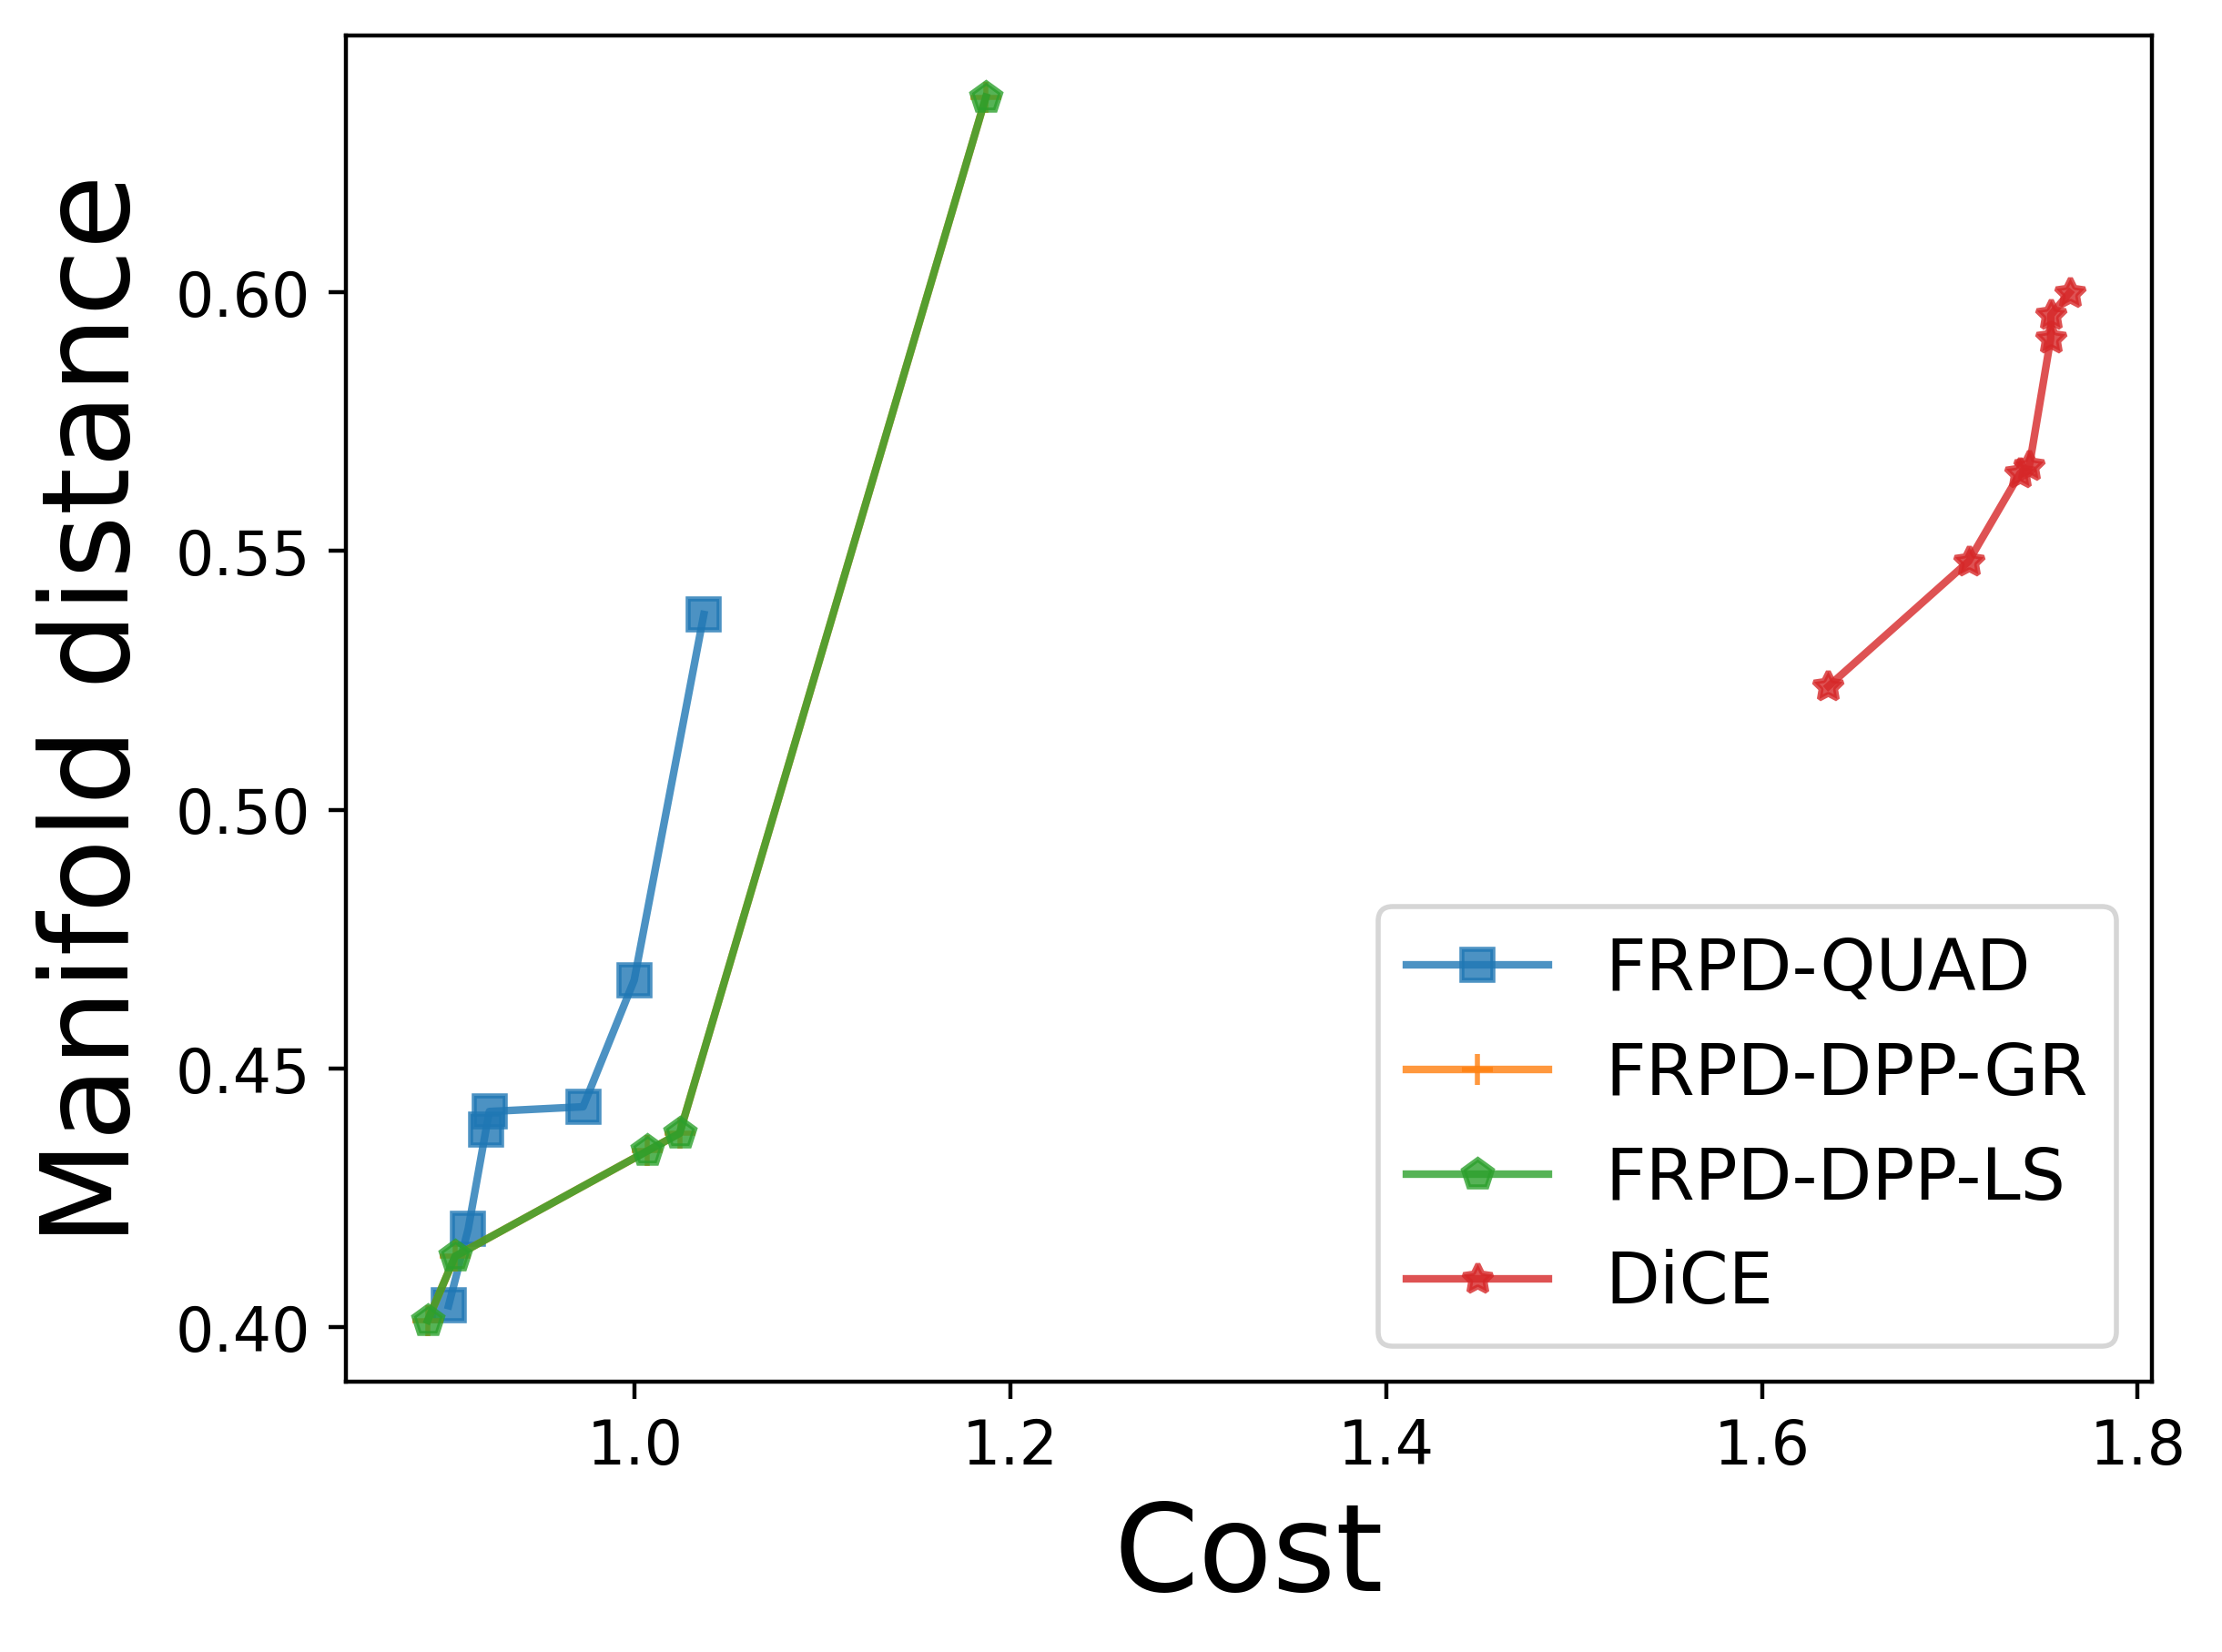 Manifold distance
0.60
0.55
0.50
0.45
0.40
FRPD-QUAD
FRPD-DPP-GR
FRPD-DPP-LS
DiCE
1.0 1.2 1.4 1.6 1.8
Cost